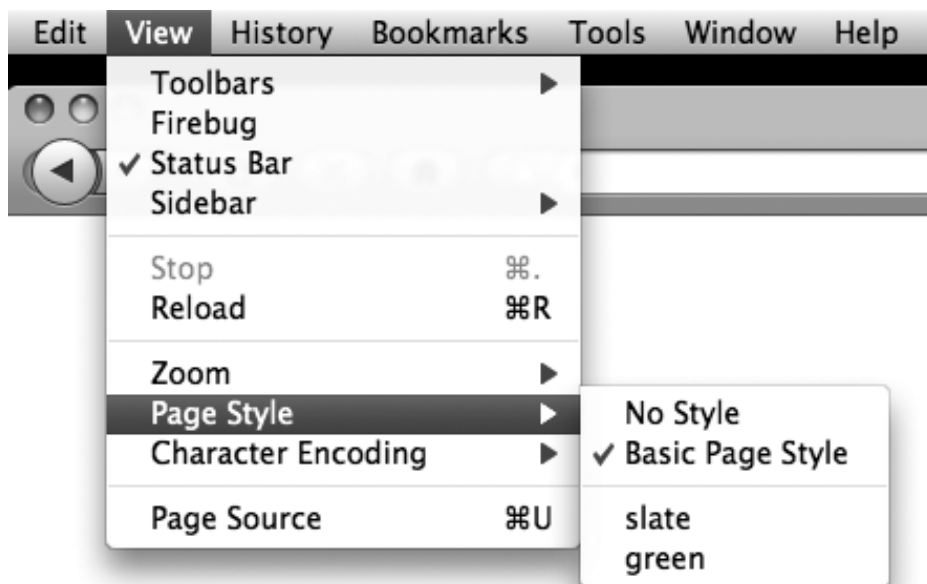 Edit View History Bookmarks Tools Window Help
Toolbars
Firebug
✓ Status Bar
Sidebar
Stop ⌘.
Reload ⌘R
Zoom
Page Style
Character Encoding
Page Source ⌘U
No Style
✓ Basic Page Style
slate
green